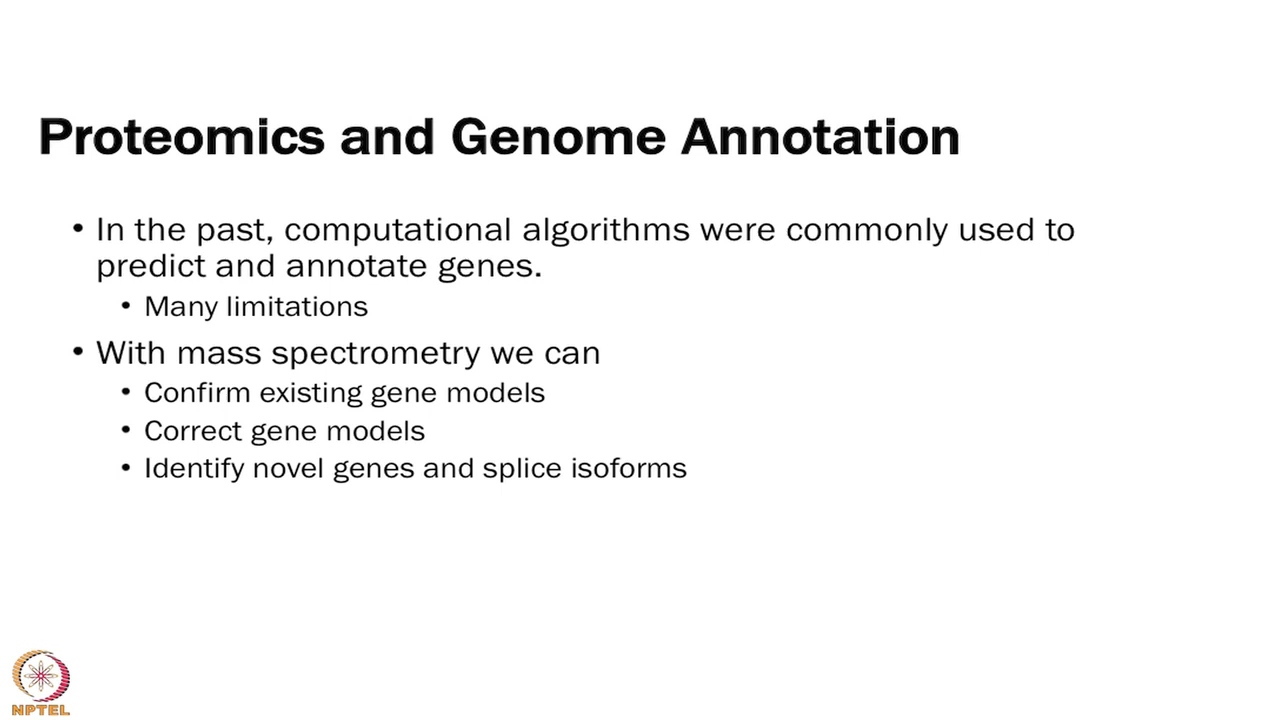 Proteomics and Genome Annotation
• In the past, computational algorithms were commonly used to
predict and annotate genes.
• Many limitations
• With mass spectrometry we can
• Confirm existing gene models
• Correct gene models
• Identify novel genes and splice isoforms
NPTEL